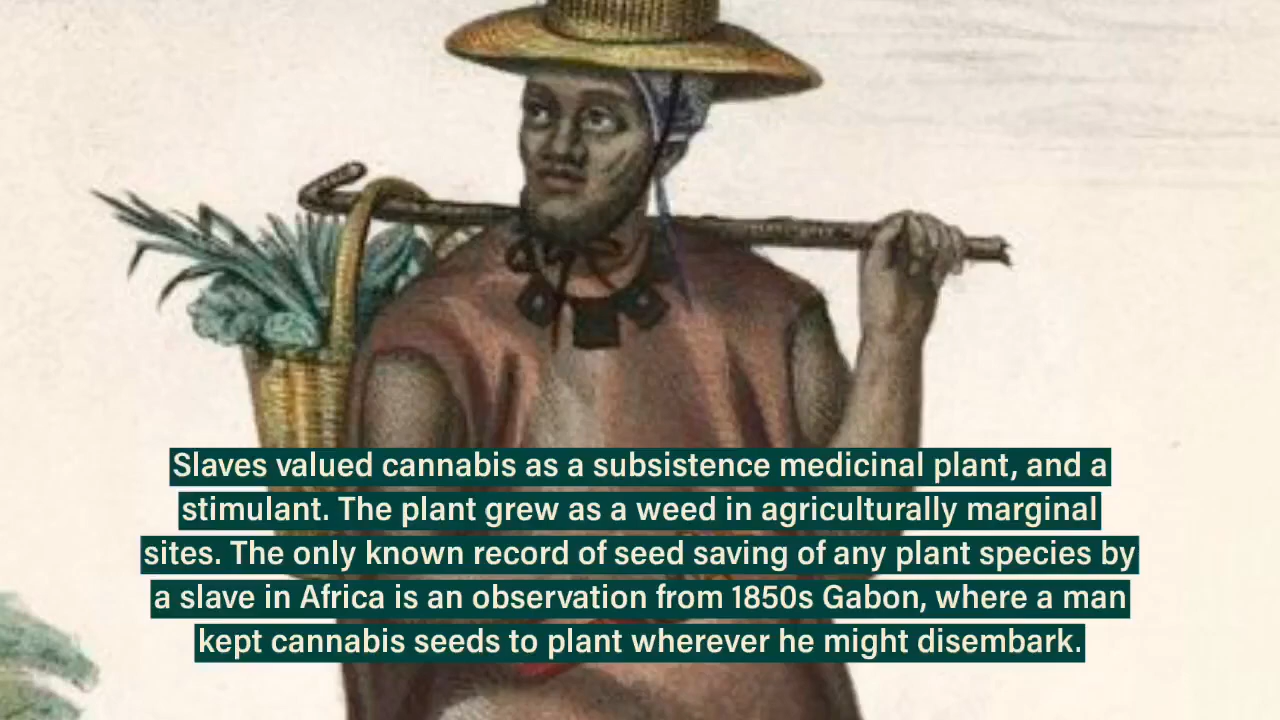 Slaves valued cannabis as a subsistence medicinal plant, and a
stimulant. The plant grew as a weed in agriculturally marginal
sites. The only known record of seed saving of any plant species by
a slave in Africa is an observation from 1850s Gabon, where a man
kept cannabis seeds to plant wherever he might disembark.